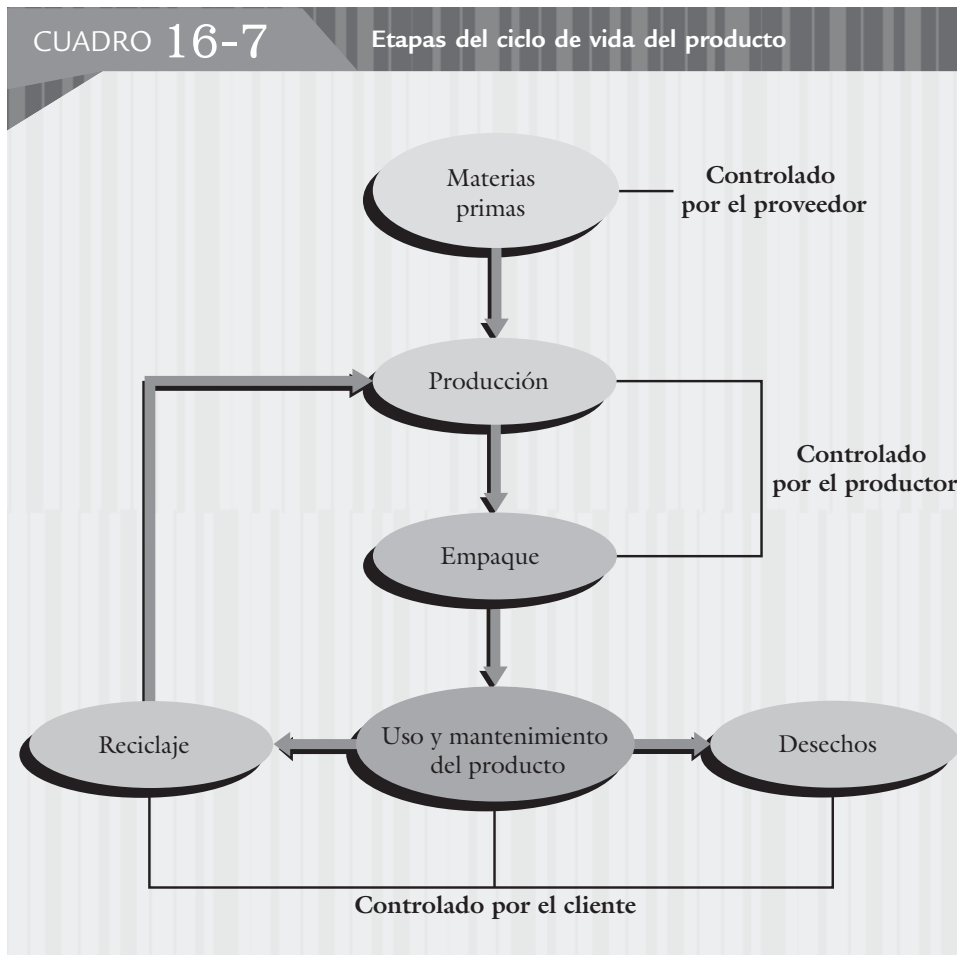 CUADRO 16-7
Etapas del ciclo de vida del producto
Materias
primas
Controlado
por el proveedor
Producción
Controlado
por el productor
Empaque
Reciclaje
Uso y mantenimiento
del producto
Desechos
Controlado por el cliente